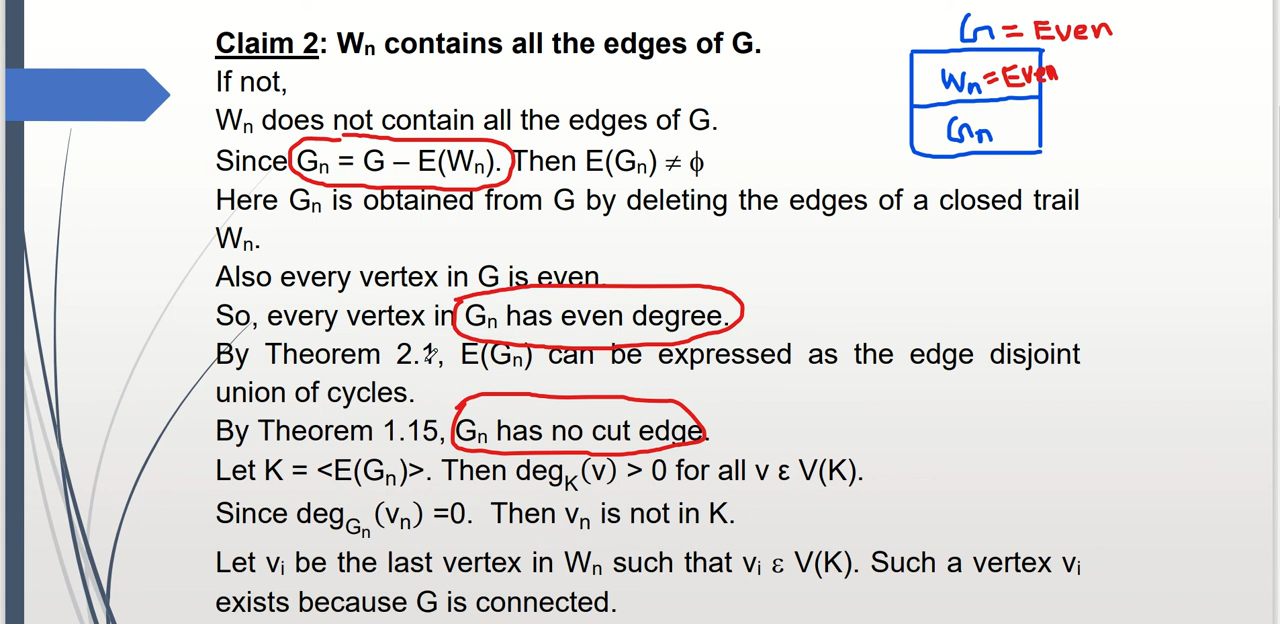 Claim 2: Wₙ contains all the edges of G.
If not,
Wₙ does not contain all the edges of G.
Since Gₙ = G – E(Wₙ). Then E(Gₙ) ≠ ϕ
Here Gₙ is obtained from G by deleting the edges of a closed trail
Wₙ.
Also every vertex in G is even.
So, every vertex in Gₙ has even degree.
By Theorem 2., E(Gₙ) can be expressed as the edge disjoint
union of cycles.
By Theorem 1.15, Gₙ has no cut edge.
Let K = <E(Gₙ)>. Then deg_K(v) > 0 for all v ε V(K).
Since deg_Gₙ(vₙ) =0. Then vₙ is not in K.
Let vᵢ be the last vertex in Wₙ such that vᵢ ε V(K). Such a vertex vᵢ
exists because G is connected.
G = Even
Wₙ = Even
Gₙ